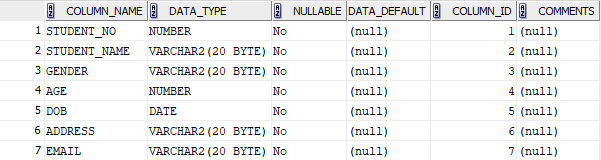 COLUMN_NAME DATA_TYPE NULLABLE DATA_DEFAULT COLUMN_ID COMMENTS
1 STUDENT_NO NUMBER No (null) 1 (null)
2 STUDENT_NAME VARCHAR2(20 BYTE) No (null) 2 (null)
3 GENDER VARCHAR2(20 BYTE) No (null) 3 (null)
4 AGE NUMBER No (null) 4 (null)
5 DOB DATE No (null) 5 (null)
6 ADDRESS VARCHAR2(20 BYTE) No (null) 6 (null)
7 EMAIL VARCHAR2(20 BYTE) No (null) 7 (null)